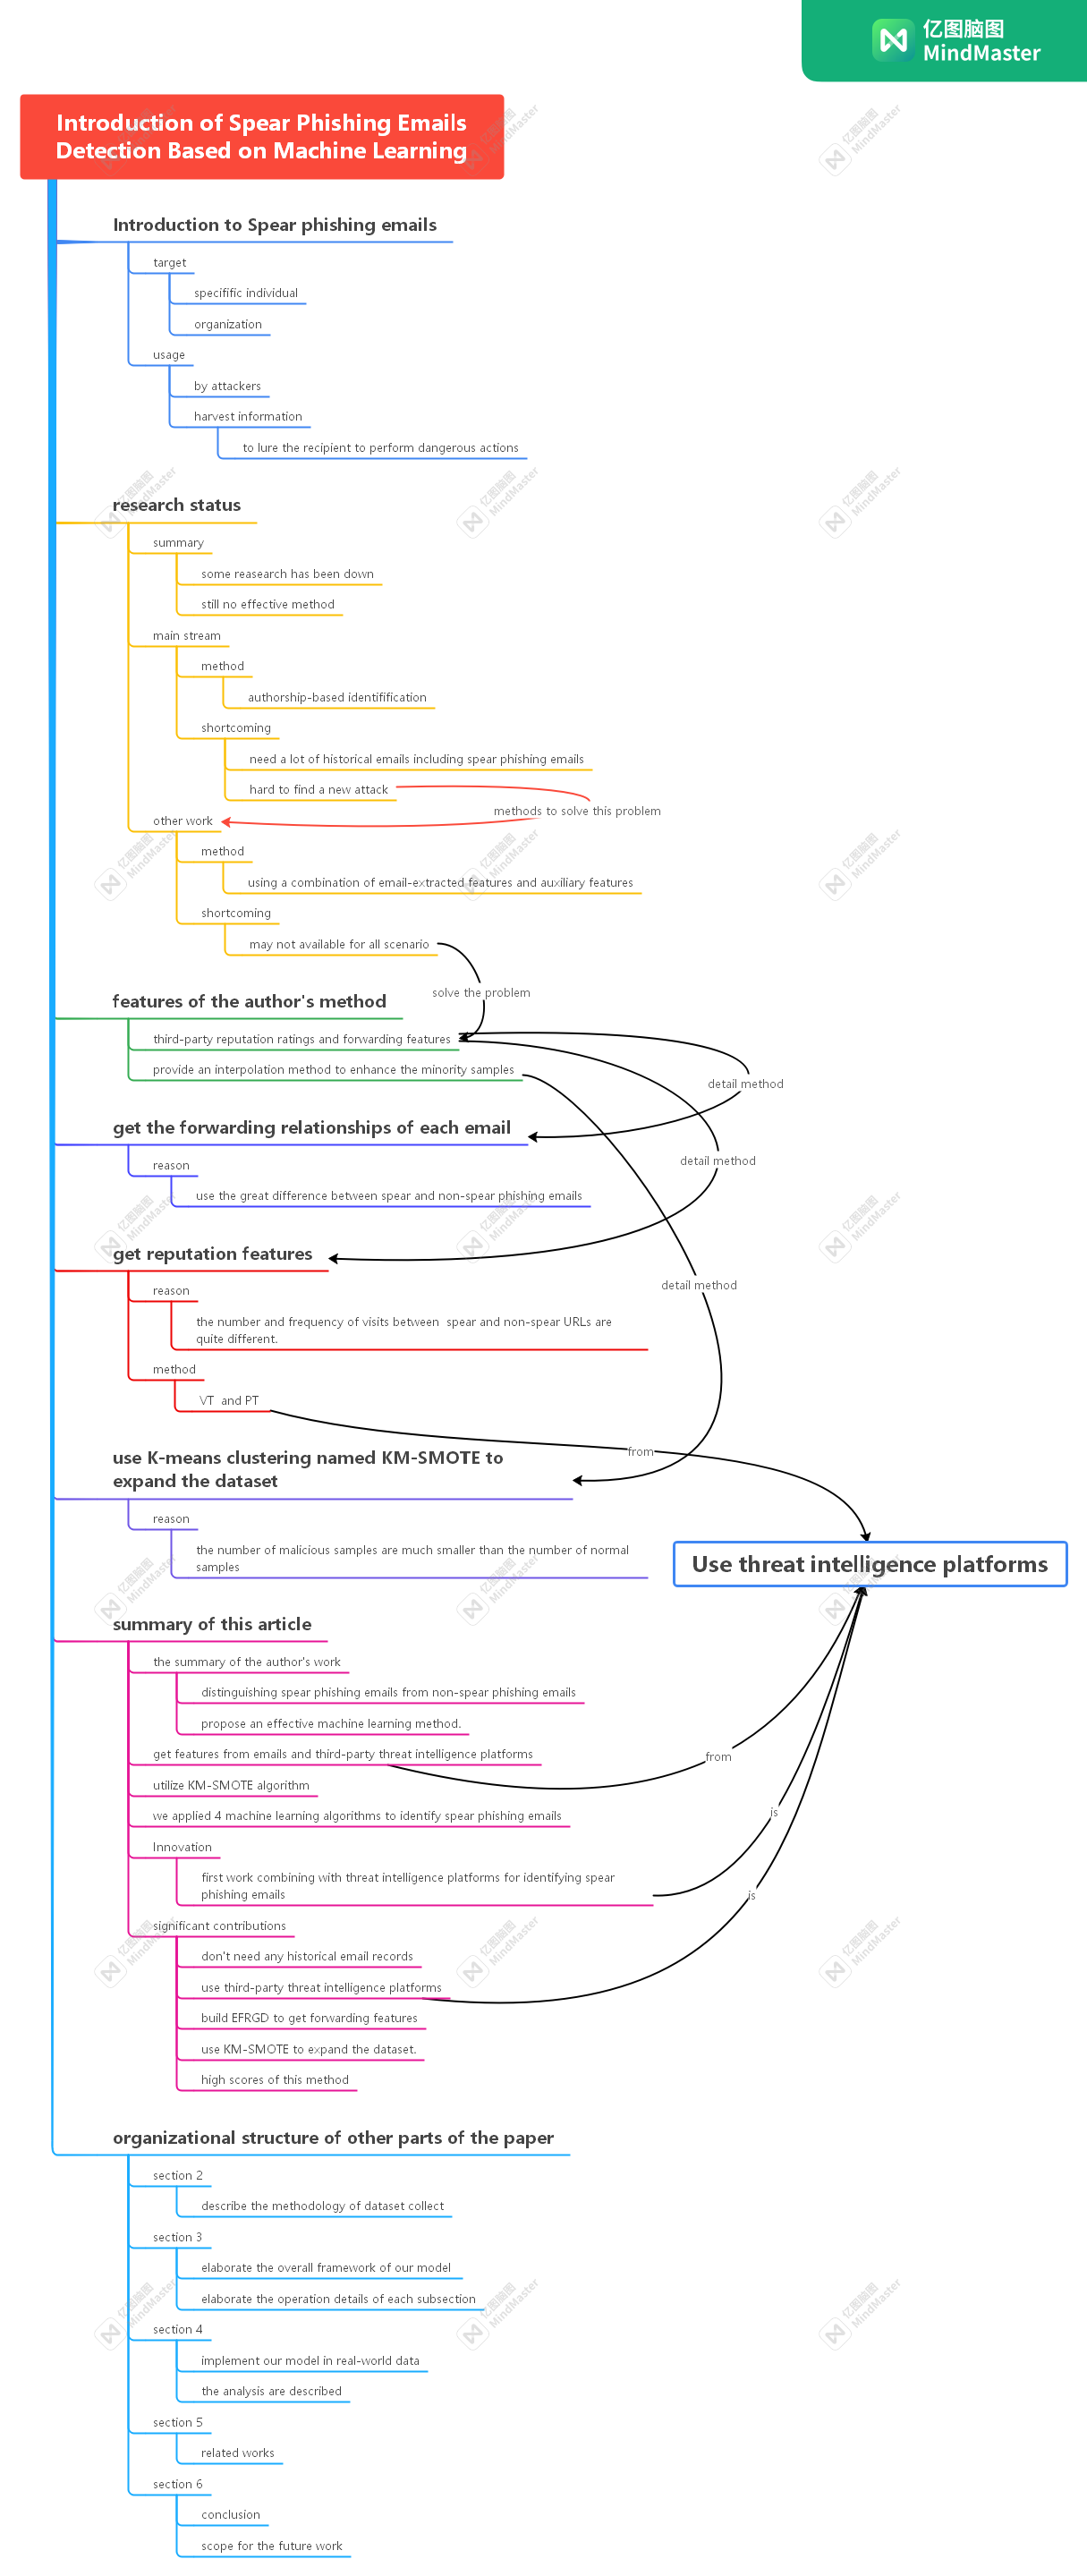 亿图脑图
MindMaster
Introduction of Spear Phishing Emails
Detection Based on Machine Learning
Introduction to Spear phishing emails
target
specifific individual
organization
usage
by attackers
harvest information
to lure the recipient to perform dangerous actions
research status
summary
some reasearch has been down
still no effective method
main stream
method
authorship-based identifification
shortcoming
need a lot of historical emails including spear phishing emails
hard to find a new attack
methods to solve this problem
other work
method
using a combination of email-extracted features and auxiliary features
shortcoming
may not available for all scenario
solve the problem
features of the author's method
third-party reputation ratings and forwarding features
provide an interpolation method to enhance the minority samples
detail method
get the forwarding relationships of each email
detail method
reason
use the great difference between spear and non-spear phishing emails
get reputation features
detail method
reason
the number and frequency of visits between  spear and non-spear URLs are
quite different.
method
VT  and PT
from
use K-means clustering named KM-SMOTE to
expand the dataset
reason
the number of malicious samples are much smaller than the number of normal
samples
Use threat intelligence platforms
summary of this article
the summary of the author's work
distinguishing spear phishing emails from non-spear phishing emails
propose an effective machine learning method.
get features from emails and third-party threat intelligence platforms
from
utilize KM-SMOTE algorithm
we applied 4 machine learning algorithms to identify spear phishing emails
is
Innovation
first work combining with threat intelligence platforms for identifying spear
phishing emails
is
significant contributions
don't need any historical email records
use third-party threat intelligence platforms
build EFRGD to get forwarding features
use KM-SMOTE to expand the dataset.
high scores of this method
organizational structure of other parts of the paper
section 2
describe the methodology of dataset collect
section 3
elaborate the overall framework of our model
elaborate the operation details of each subsection
section 4
implement our model in real-world data
the analysis are described
section 5
related works
section 6
conclusion
scope for the future work